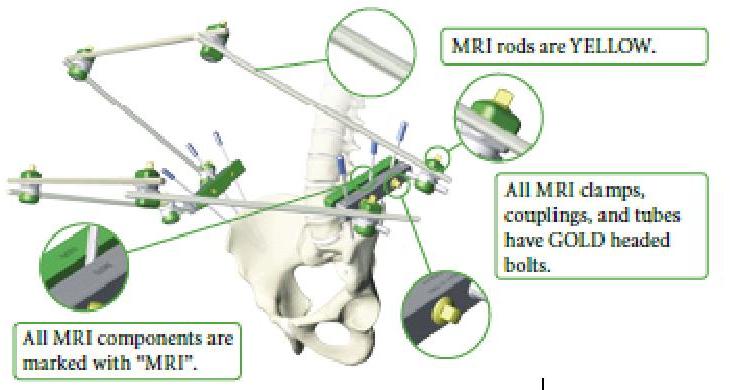 MRI rods are YELLOW.
All MRI clamps,
couplings, and tubes
have GOLD headed
bolts.
All MRI components are
marked with "MRI".